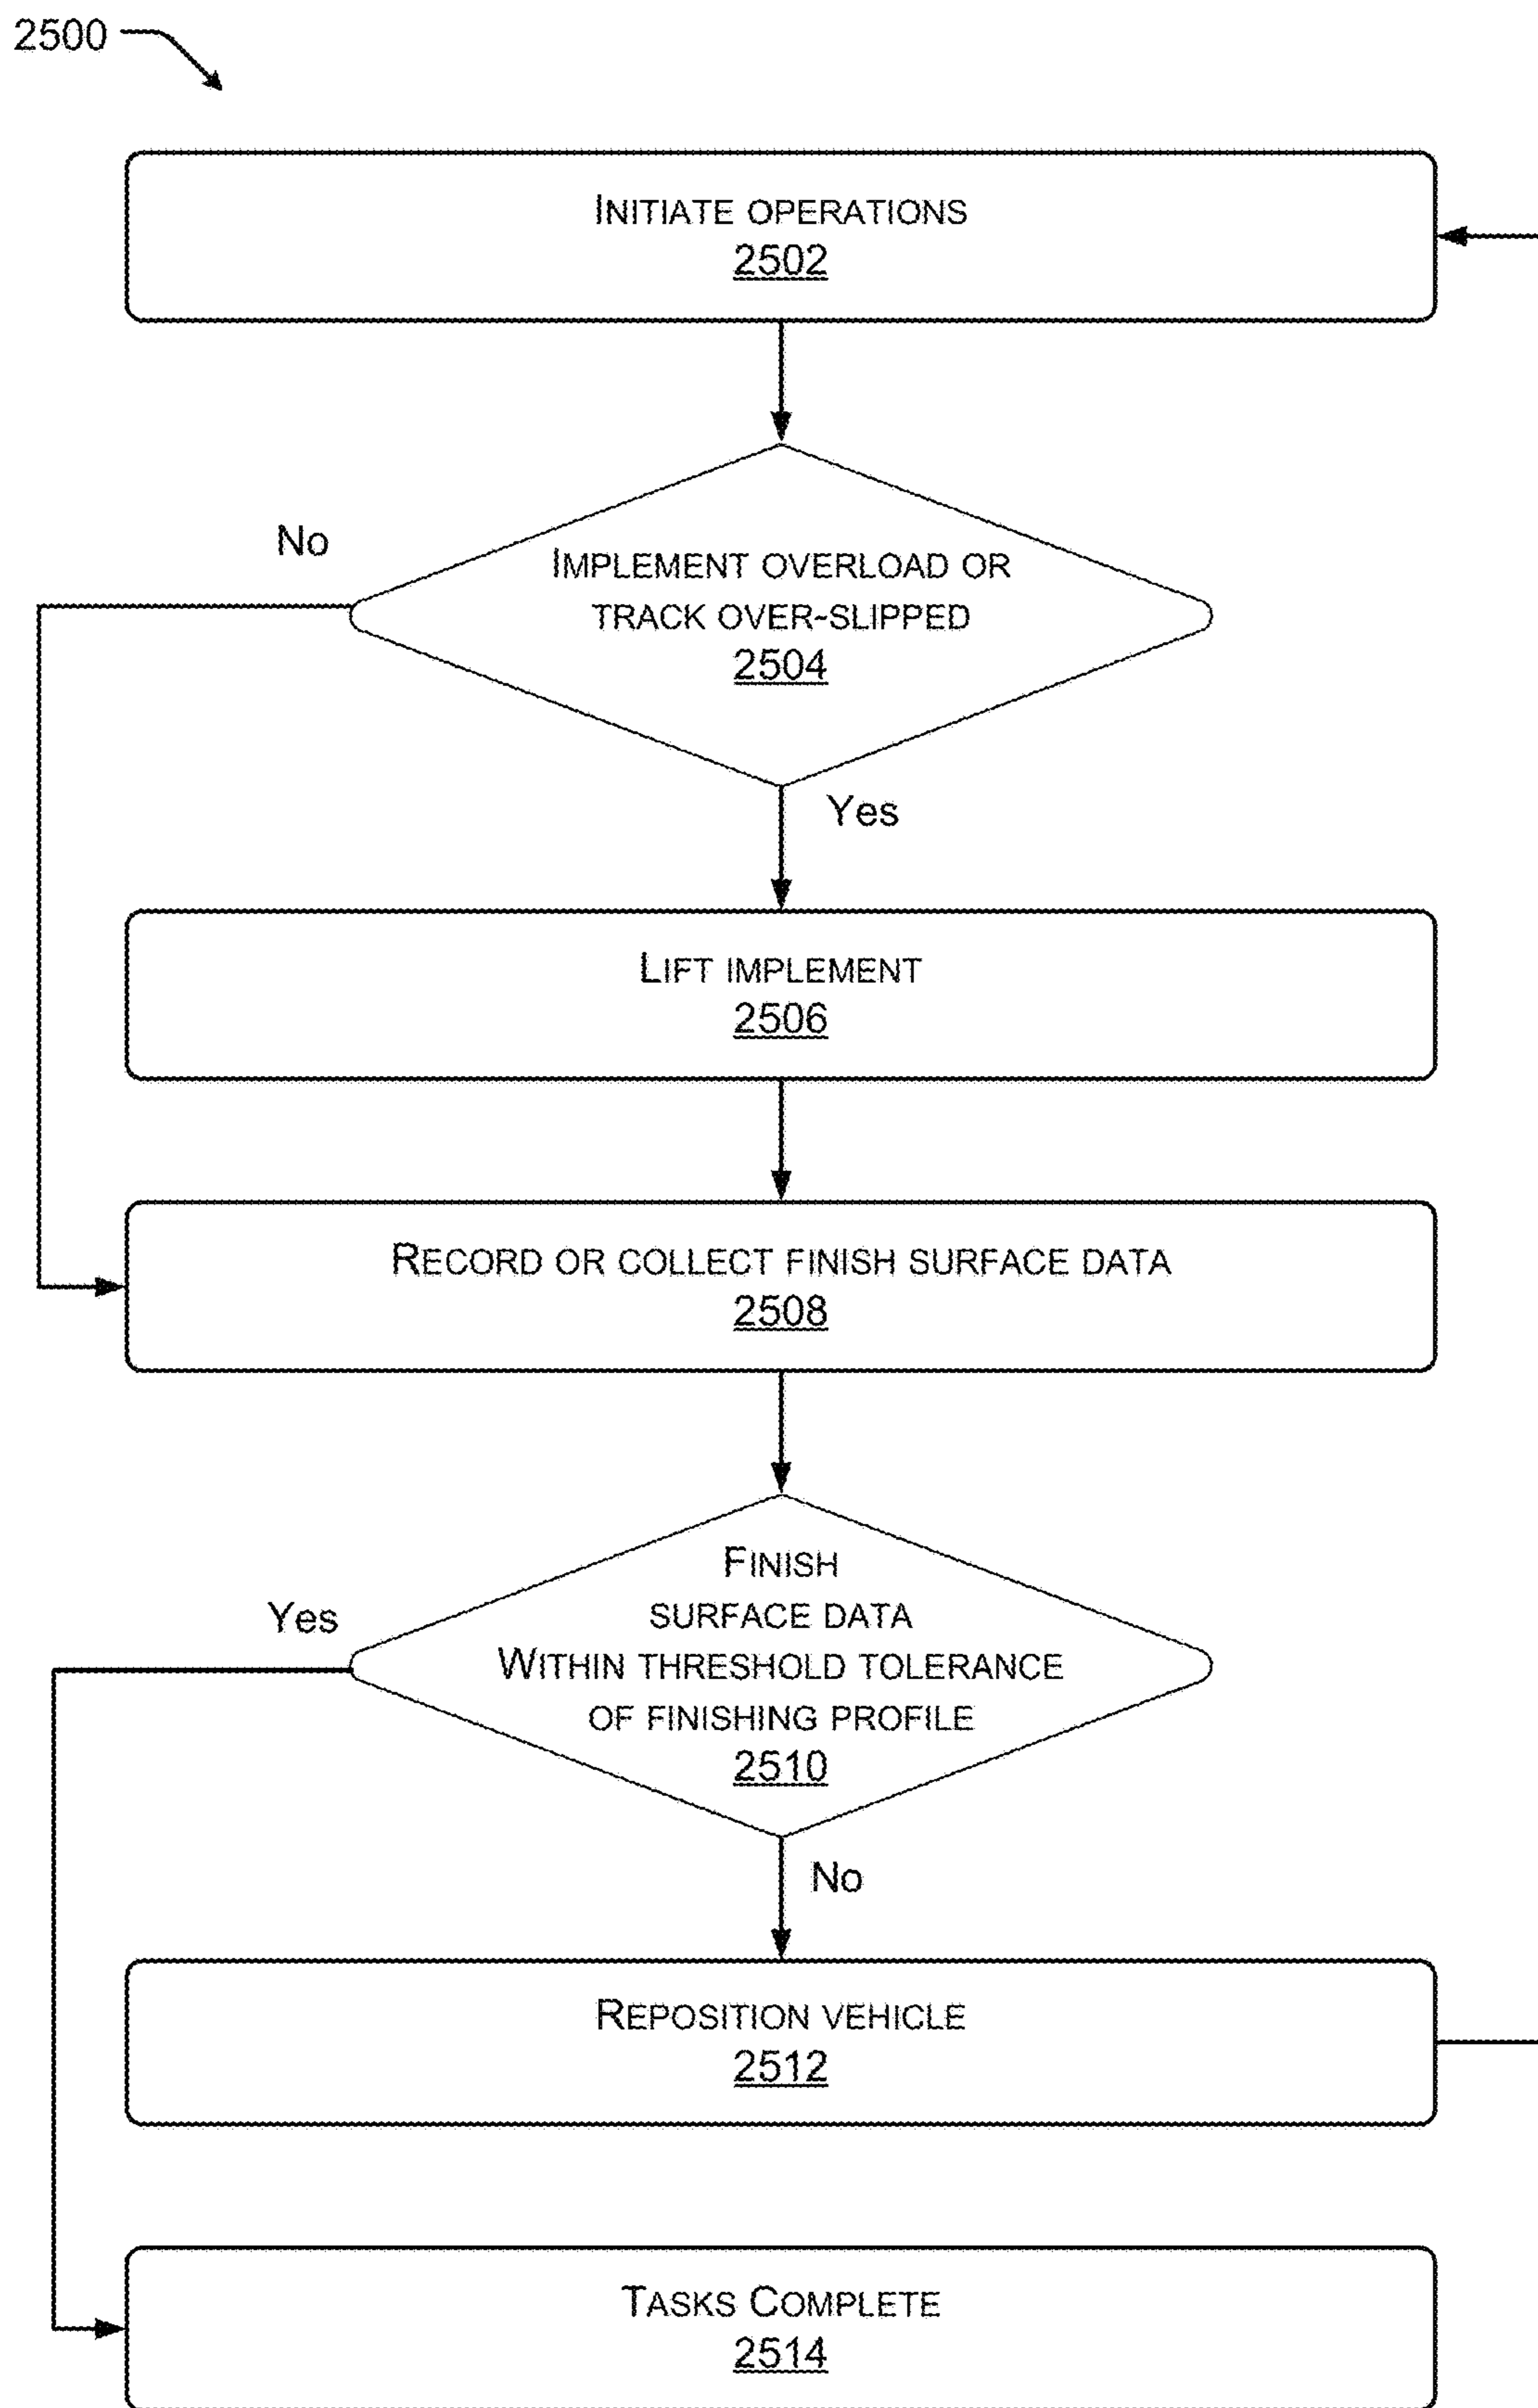 2500
INITIATE OPERATIONS
2502
No
IMPLEMENT OVERLOAD OR
TRACK OVER-SLIPPED
2504
Yes
LIFT IMPLEMENT
2506
RECORD OR COLLECT FINISH SURFACE DATA
2508
FINISH
SURFACE DATA
Yes
WITHIN THRESHOLD TOLERANCE
OF FINISHING PROFILE
2510
No
REPOSITION VEHICLE
2512
TASKS COMPLETE
2514